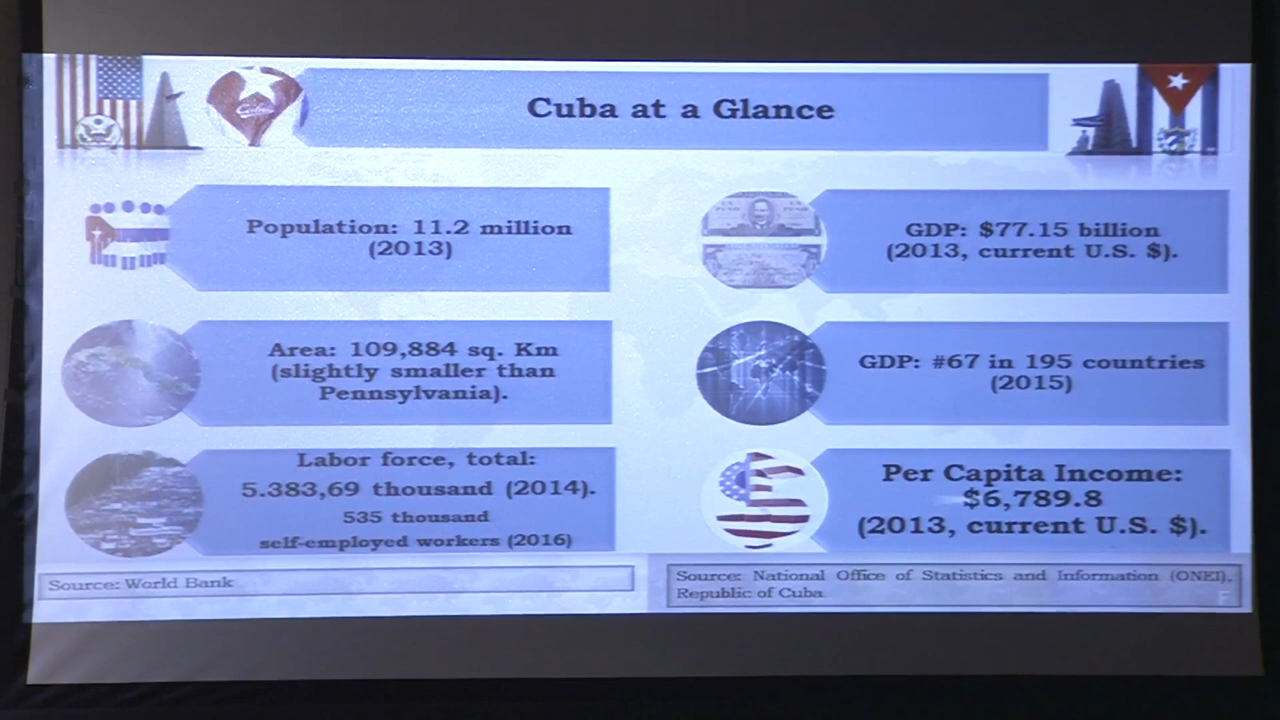 Cuba at a Glance
Population: 11.2 million
(2013)
Area: 109,884 sq. Km
(slightly smaller than
Pennsylvania).
Labor force, total:
5.383,69 thousand (2014).
535 thousand
self-employed workers (2016)
Source: World Bank
GDP: $77.15 billion
(2013, current U.S. $).
GDP: #67 in 195 countries
(2015)
Per Capita Income:
$6,789.8
(2013, current U.S. $).
Source: National Office of Statistics and Information (ONEI),
Republic of Cuba